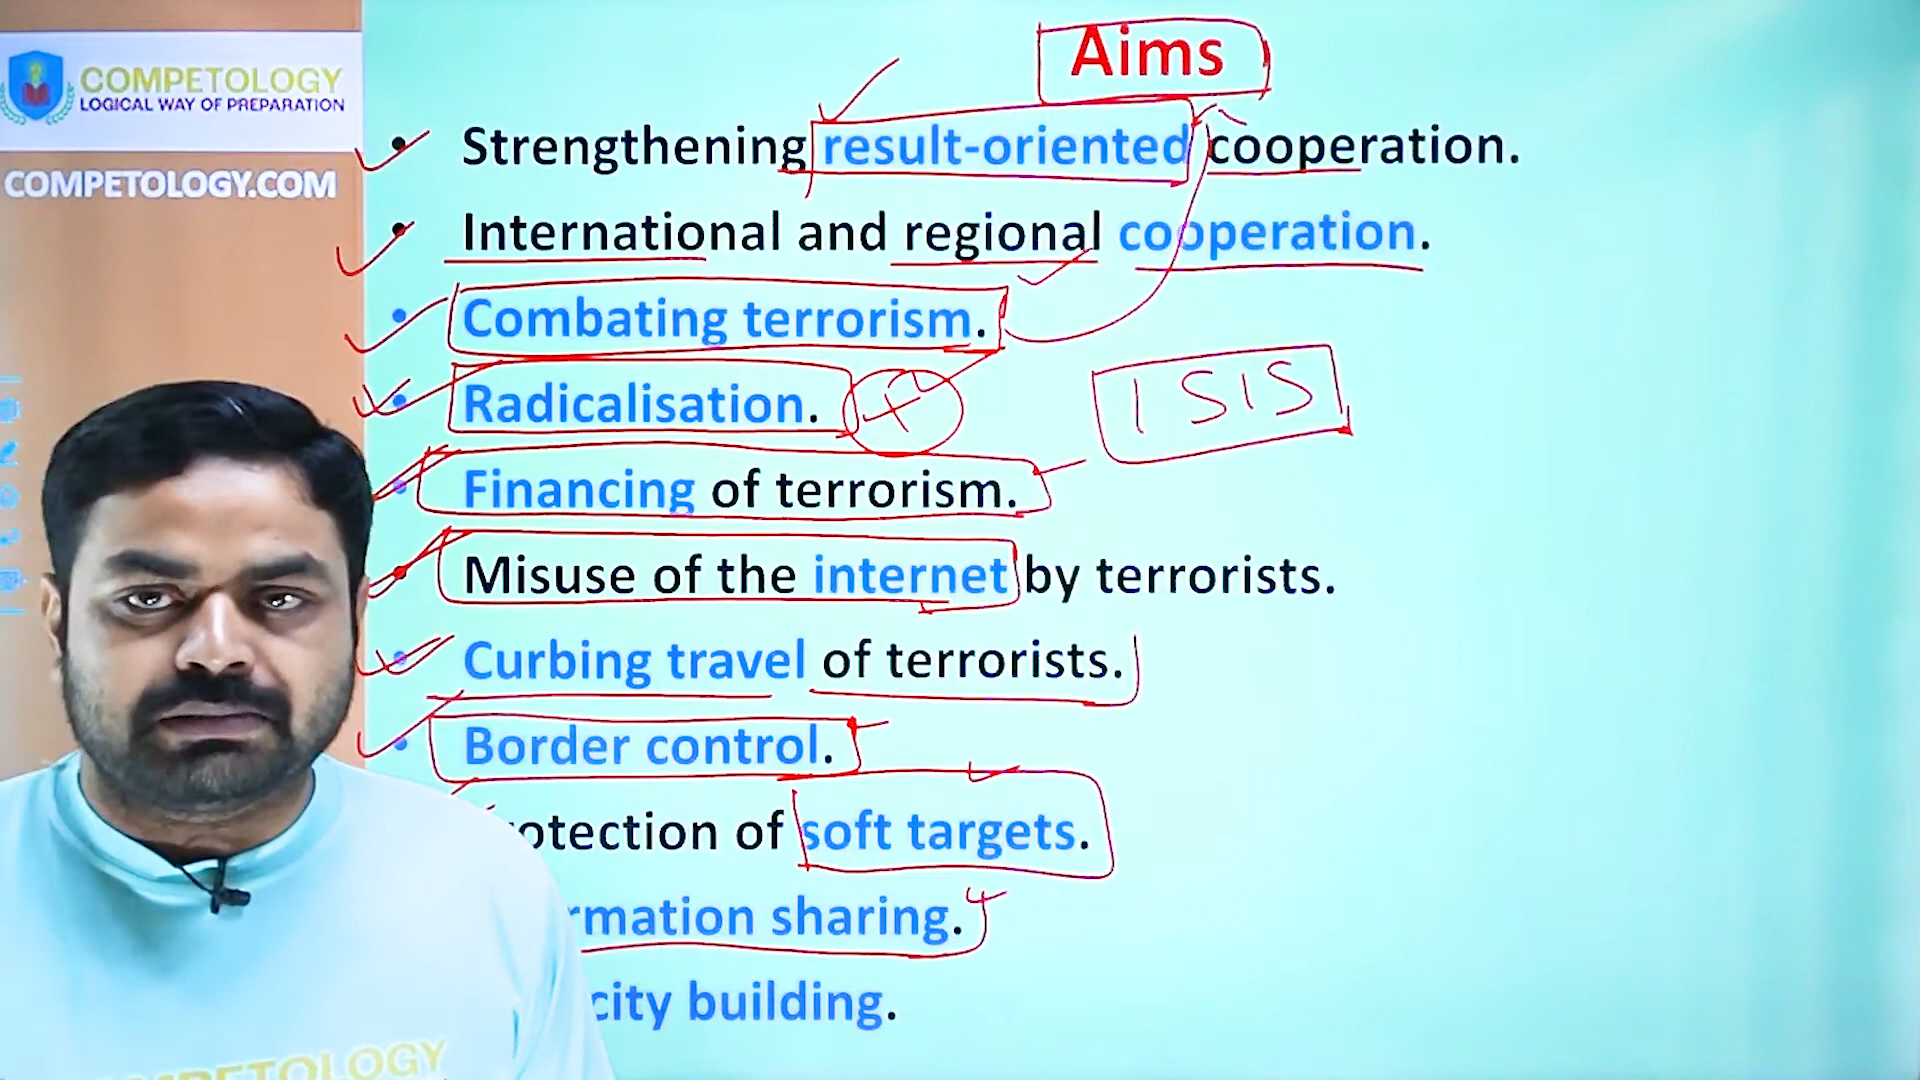 Aims
COMPETOLOGY
LOGICAL WAY OF PREPARATION
COMPETOLOGY.COM
• Strengthening result-oriented cooperation.
• International and regional cooperation.
• Combating terrorism.
• Radicalisation.
ISIS
• Financing of terrorism.
• Misuse of the internet by terrorists.
• Curbing travel of terrorists.
• Border control.
otection of soft targets.
rmation sharing.
city building.
COMPETOLOGY